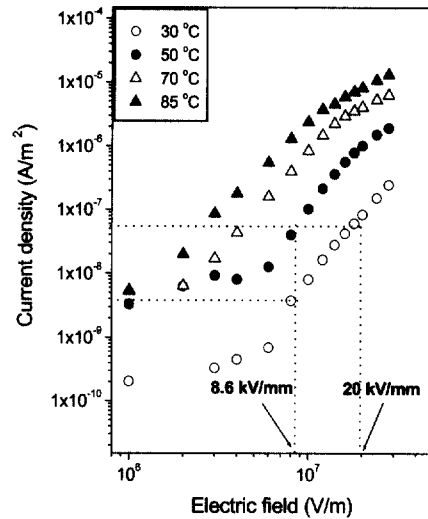 30 °C
50 °C
70 °C
85 °C
1x10⁻⁴
1x10⁻⁵
1x10⁻⁶
1x10⁻⁷
1x10⁻⁸
1x10⁻⁹
1x10⁻¹⁰
Current density (A/m²)
8.6 kV/mm
20 kV/mm
10⁶
10⁷
Electric field (V/m)